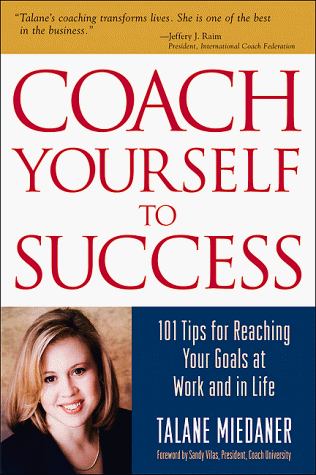 “Talane's coaching transforms lives. She is one of the best
in the business.”
—Jeffery J. Raim
President, International Coach Federation
COACH
YOURSELF
TO
SUCCESS
101 Tips for Reaching
Your Goals at
Work and in Life
TALANE MIEDANER
Foreword by Sandy Vilas, President, Coach University